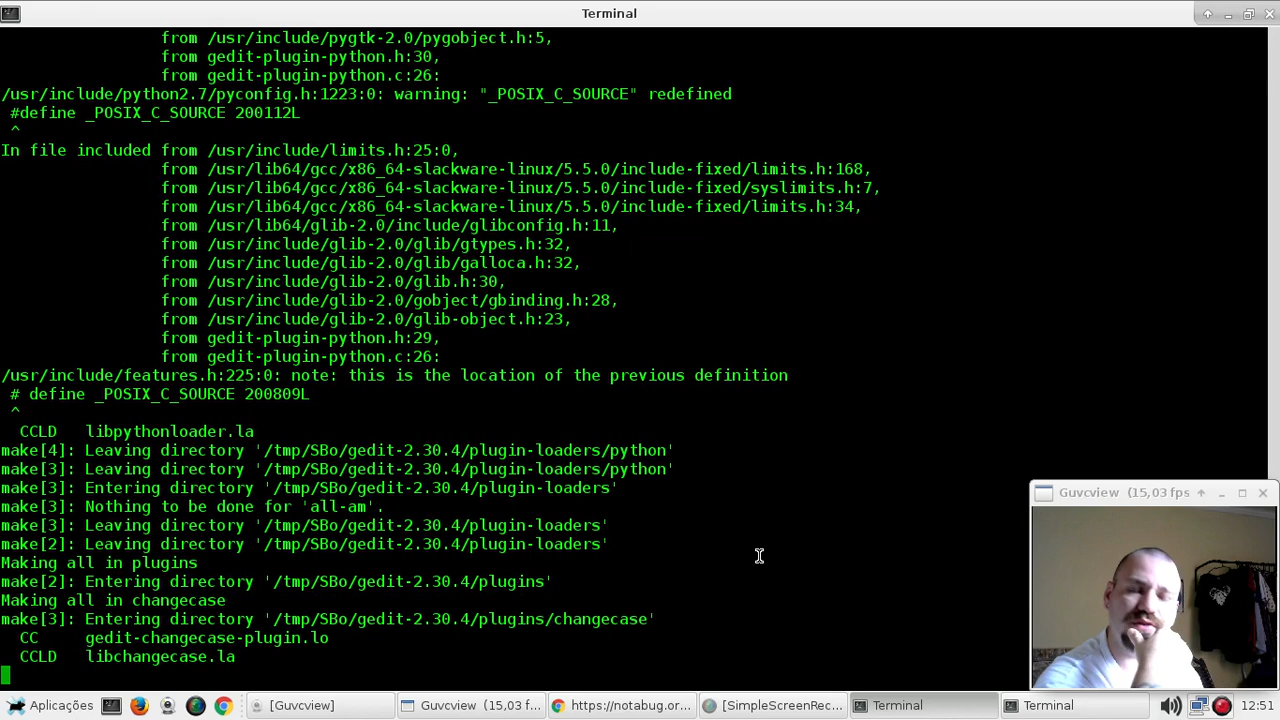 Terminal
from /usr/include/pygtk-2.0/pygobject.h:5,
from gedit-plugin-python.h:30,
from gedit-plugin-python.c:26:
/usr/include/python2.7/pyconfig.h:1223:0: warning: "_POSIX_C_SOURCE" redefined
#define _POSIX_C_SOURCE 200112L
^
In file included from /usr/include/limits.h:25:0,
from /usr/lib64/gcc/x86_64-slackware-linux/5.5.0/include-fixed/limits.h:168,
from /usr/lib64/gcc/x86_64-slackware-linux/5.5.0/include-fixed/syslimits.h:7,
from /usr/lib64/gcc/x86_64-slackware-linux/5.5.0/include-fixed/limits.h:34,
from /usr/lib64/glib-2.0/include/glibconfig.h:11,
from /usr/include/glib-2.0/glib/gtypes.h:32,
from /usr/include/glib-2.0/glib/galloca.h:32,
from /usr/include/glib-2.0/glib.h:30,
from /usr/include/glib-2.0/gobject/gbinding.h:28,
from /usr/include/glib-2.0/glib-object.h:23,
from gedit-plugin-python.h:29,
from gedit-plugin-python.c:26:
/usr/include/features.h:225:0: note: this is the location of the previous definition
# define _POSIX_C_SOURCE 200809L
^
CCLD libpythonloader.la
make[4]: Leaving directory '/tmp/SBo/gedit-2.30.4/plugin-loaders/python'
make[3]: Leaving directory '/tmp/SBo/gedit-2.30.4/plugin-loaders/python'
make[3]: Entering directory '/tmp/SBo/gedit-2.30.4/plugin-loaders'
make[3]: Nothing to be done for 'all-am'.
make[3]: Leaving directory '/tmp/SBo/gedit-2.30.4/plugin-loaders'
make[2]: Leaving directory '/tmp/SBo/gedit-2.30.4/plugin-loaders'
Making all in plugins
make[2]: Entering directory '/tmp/SBo/gedit-2.30.4/plugins'
Making all in changecase
make[3]: Entering directory '/tmp/SBo/gedit-2.30.4/plugins/changecase'
CC gedit-changecase-plugin.lo
CCLD libchangecase.la
Guvcview (15,03 fps
Aplicações [Guvcview] Guvcview (15,03f... https://notabug.or... [SimpleScreenRec... Terminal Terminal 12:51